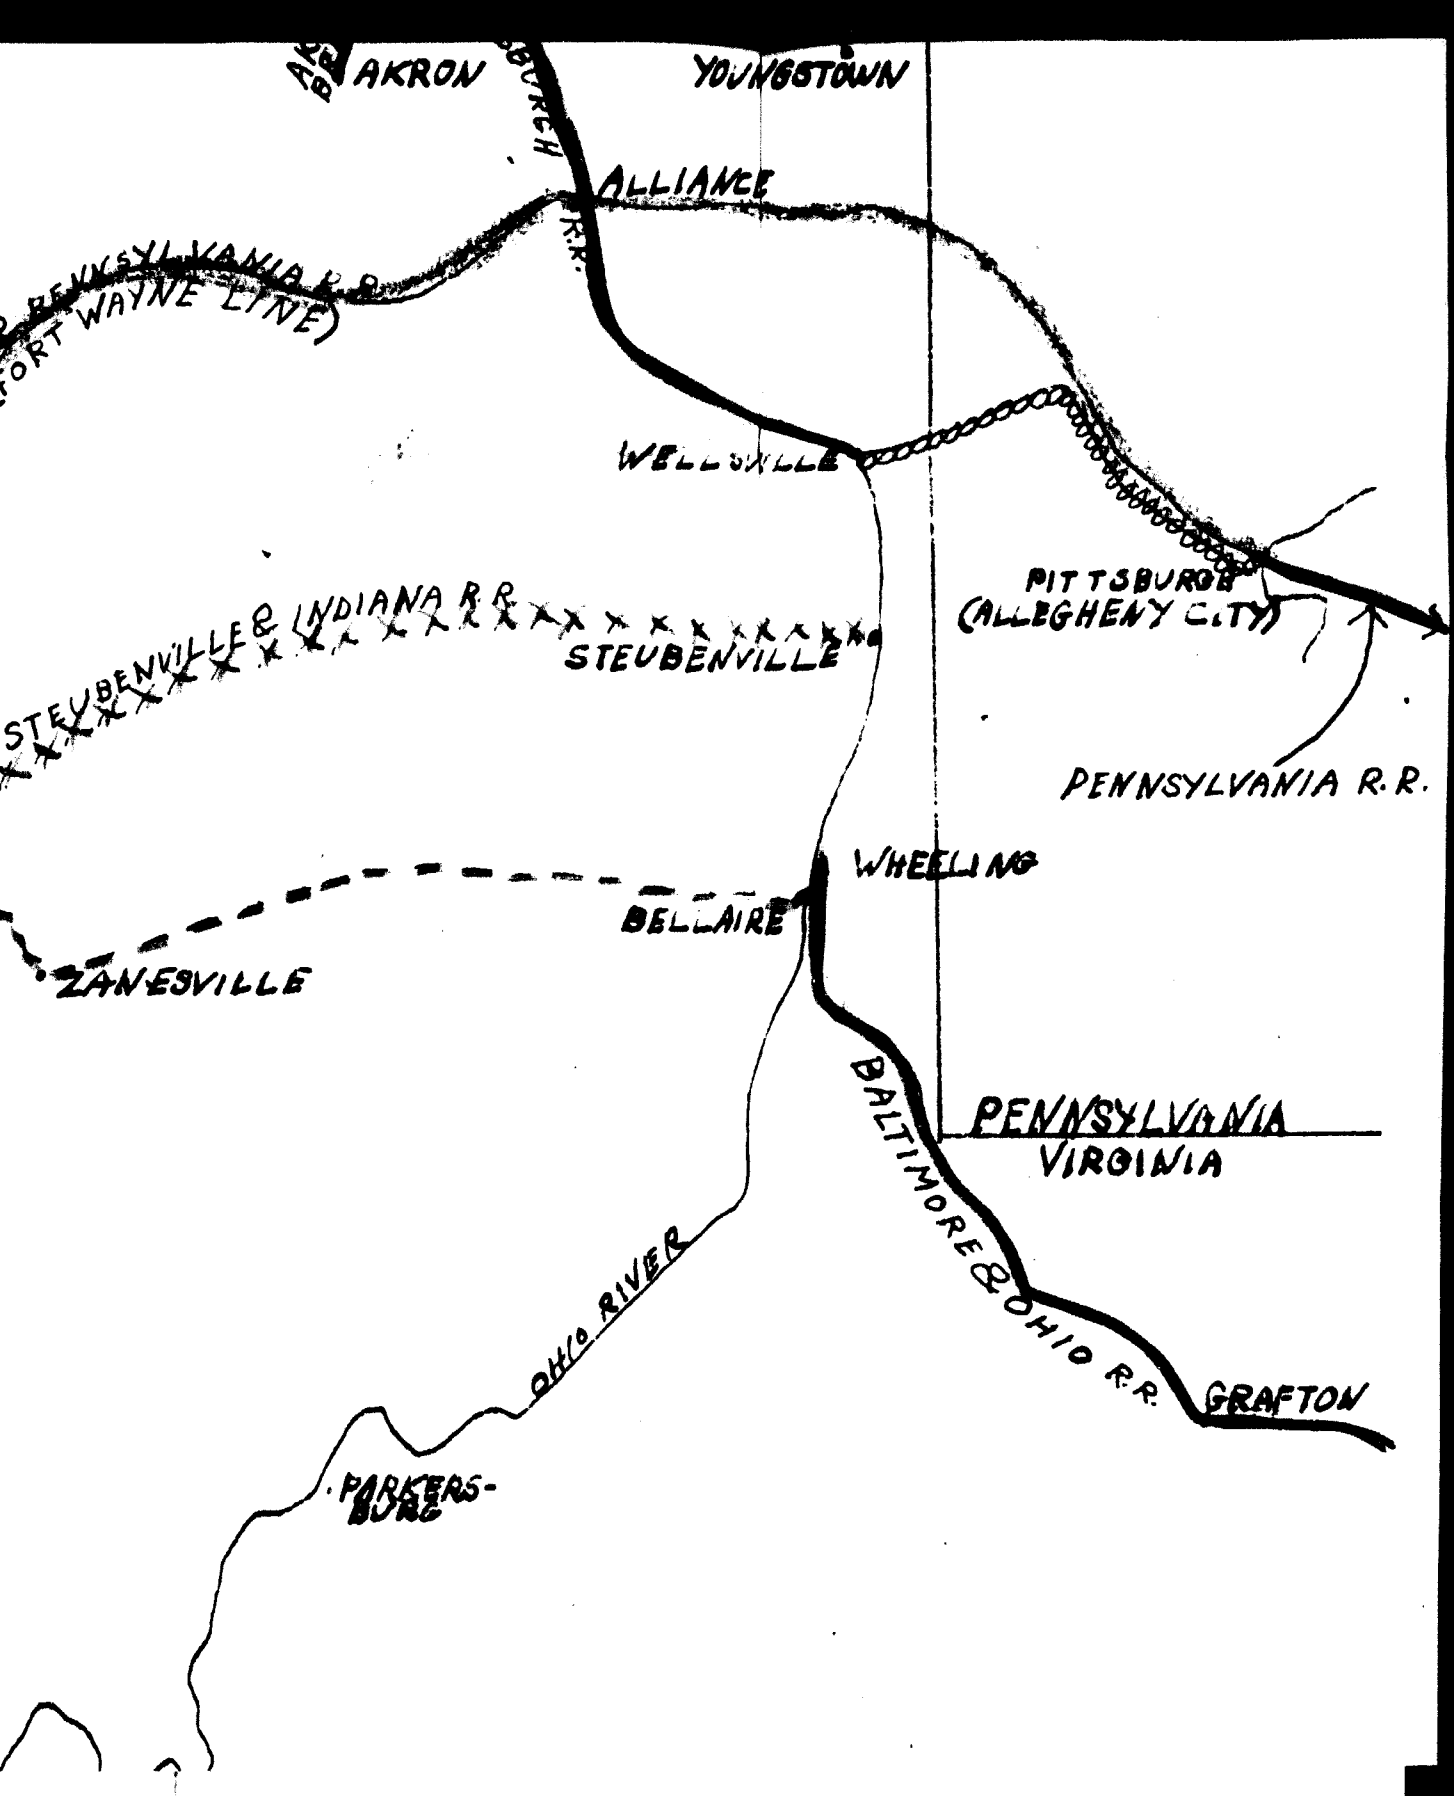 AKRON
YOUNGSTOWN
BURGH
R.R.
ALLIANCE
PENNSYLVANIA R.R.
FORT WAYNE LINE)
WELLSVILLE
PITTSBURGH
(ALLEGHENY CITY)
STEUBENVILLE & INDIANA R.R.
STEUBENVILLE
PENNSYLVANIA R.R.
WHEELING
BELLAIRE
ZANESVILLE
BALTIMORE & OHIO R.R.
PENNSYLVANIA
VIRGINIA
OHIO RIVER
GRAFTON
PARKERS-
BURG